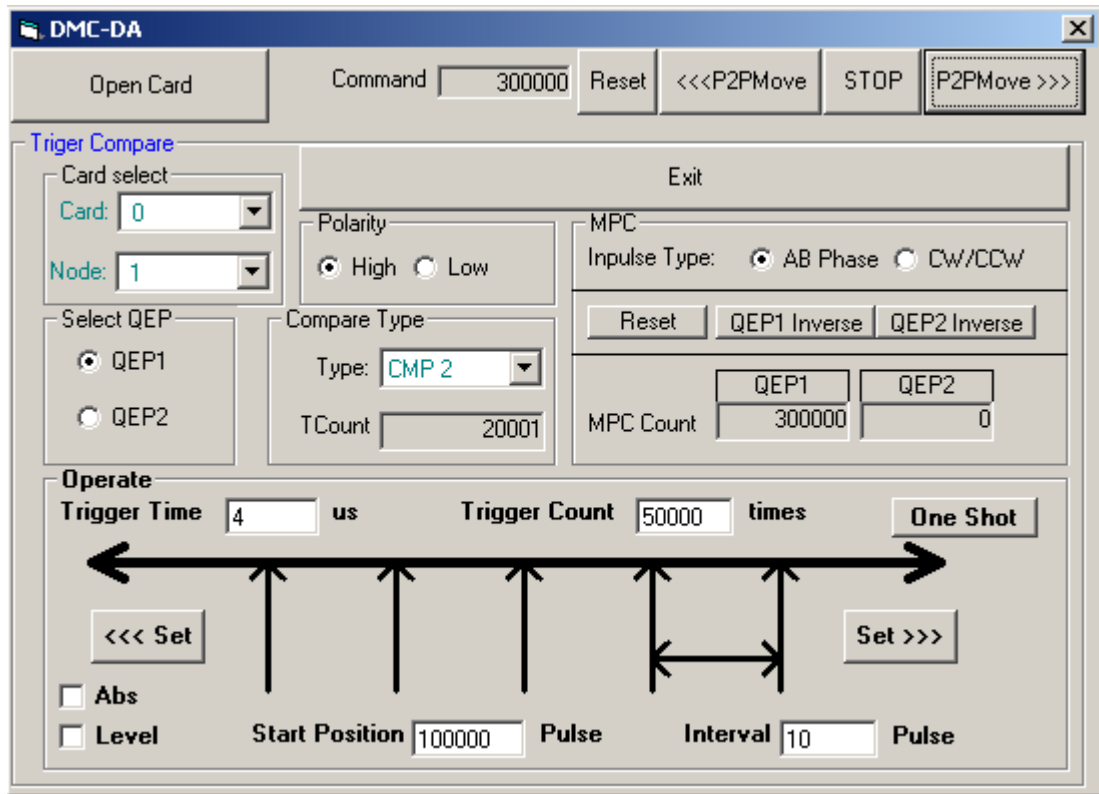 DMC-DA
Open Card Command 300000 Reset <<<P2PMove STOP P2PMove >>>
Triger Compare
Card select
Card: 0
Node: 1
Exit
Polarity
High Low
MPC
Inpulse Type: AB Phase CW/CCW
Reset QEP1 Inverse QEP2 Inverse
QEP1 QEP2
MPC Count 300000 0
Select QEP
QEP1
QEP2
Compare Type
Type: CMP 2
TCount 20001
Operate
Trigger Time 4 us Trigger Count 50000 times One Shot
<<< Set Set >>>
Abs
Level Start Position 100000 Pulse Interval 10 Pulse